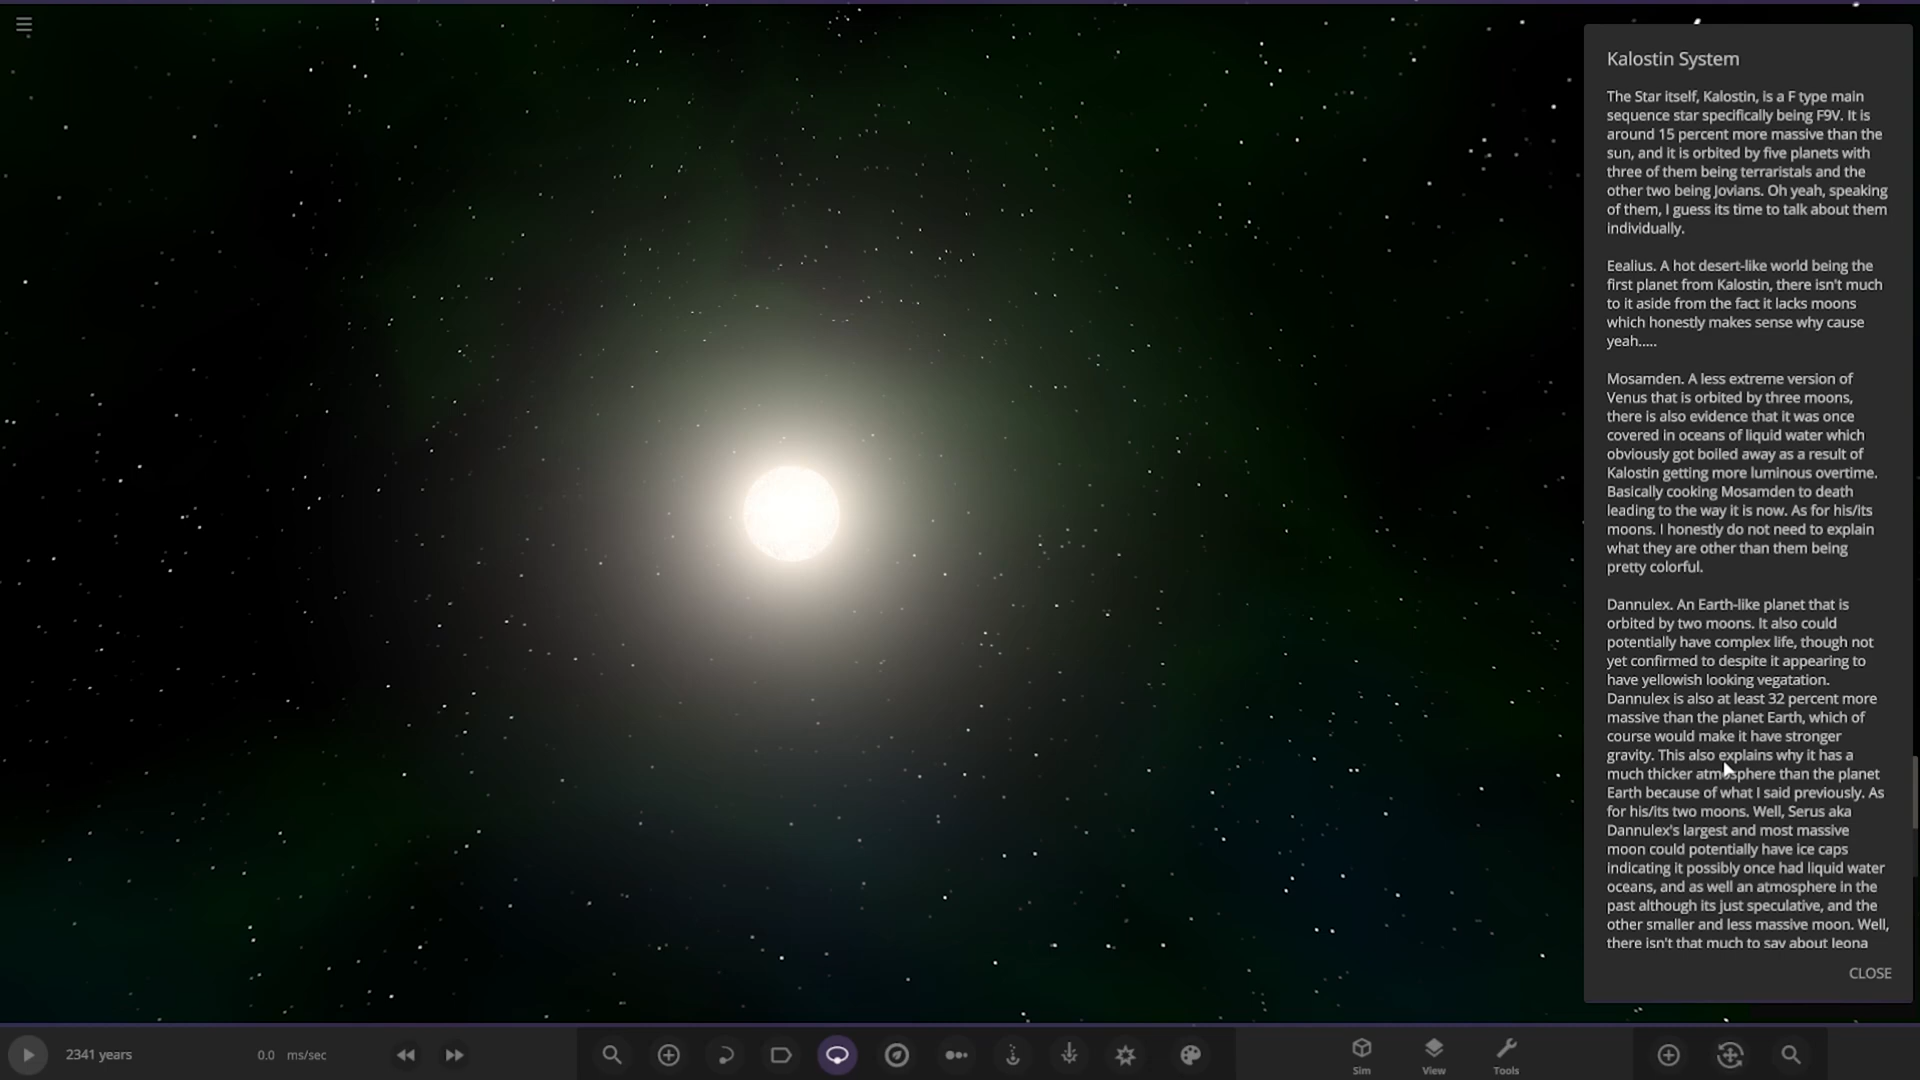 Kalostin System
The Star itself, Kalostin, is a F type main
sequence star specifically being F9V. It is
around 15 percent more massive than the
sun, and it is orbited by five planets with
three of them being terraristals and the
other two being Jovians. Oh yeah, speaking
of them, I guess its time to talk about them
individually.
Eealius. A hot desert-like world being the
first planet from Kalostin, there isn't much
to it aside from the fact it lacks moons
which honestly makes sense why cause
yeah.....
Mosamden. A less extreme version of
Venus that is orbited by three moons,
there is also evidence that it was once
covered in oceans of liquid water which
obviously got boiled away as a result of
Kalostin getting more luminous overtime.
Basically cooking Mosamden to death
leading to the way it is now. As for his/its
moons. I honestly do not need to explain
what they are other than them being
pretty colorful.
Dannulex. An Earth-like planet that is
orbited by two moons. It also could
potentially have complex life, though not
yet confirmed to despite it appearing to
have yellowish looking vegatation.
Dannulex is also at least 32 percent more
massive than the planet Earth, which of
course would make it have stronger
gravity. This also explains why it has a
much thicker atmosphere than the planet
Earth because of what I said previously. As
for his/its two moons. Well, Serus aka
Dannulex's largest and most massive
moon could potentially have ice caps
indicating it possibly once had liquid water
oceans, and as well an atmosphere in the
past although its just speculative, and the
other smaller and less massive moon. Well,
there isn't that much to say about Ieona
CLOSE
2341 years
0.0 ms/sec
Sim
View
Tools